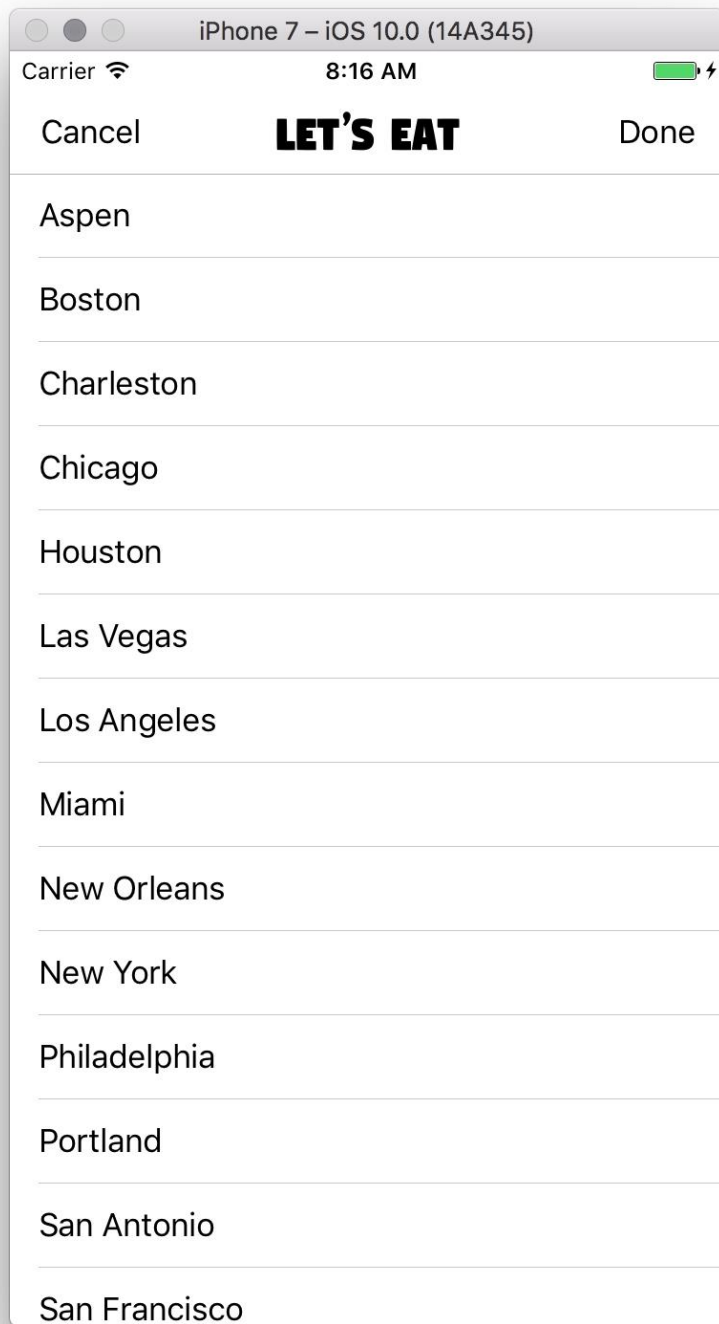 iPhone 7 – iOS 10.0 (14A345)
Carrier 8:16 AM
Cancel LET'S EAT Done
Aspen
Boston
Charleston
Chicago
Houston
Las Vegas
Los Angeles
Miami
New Orleans
New York
Philadelphia
Portland
San Antonio
San Francisco